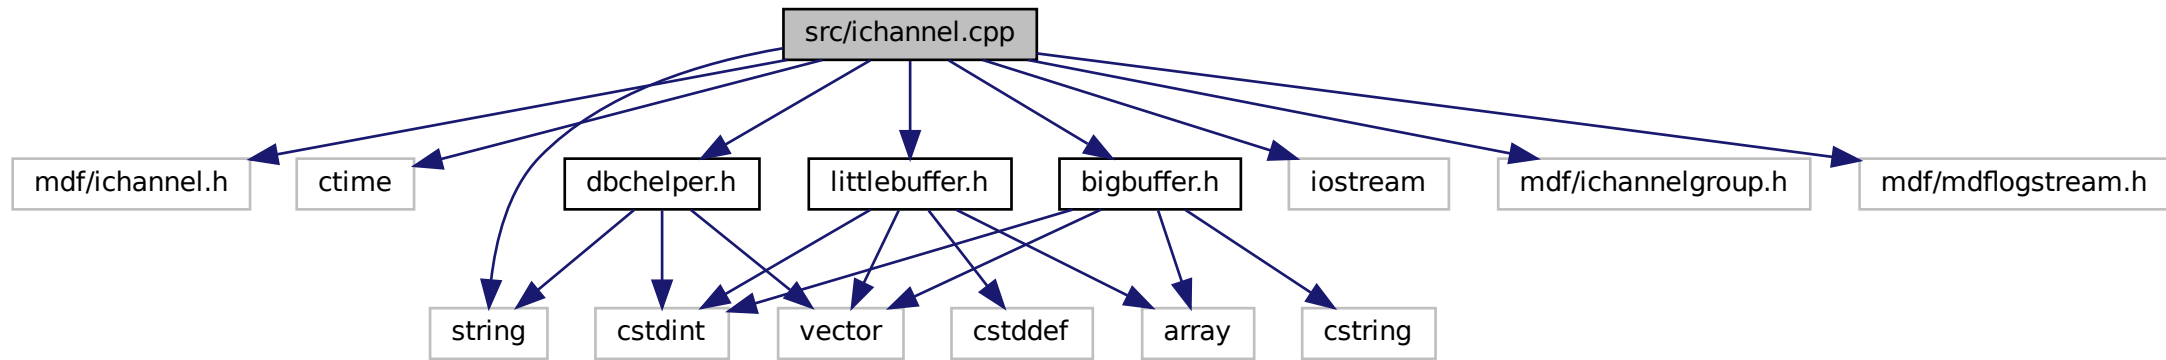 src/ichannel.cpp
mdf/ichannel.h
ctime
dbchelper.h
littlebuffer.h
bigbuffer.h
iostream
mdf/ichannelgroup.h
mdf/mdflogstream.h
string
cstdint
vector
cstddef
array
cstring